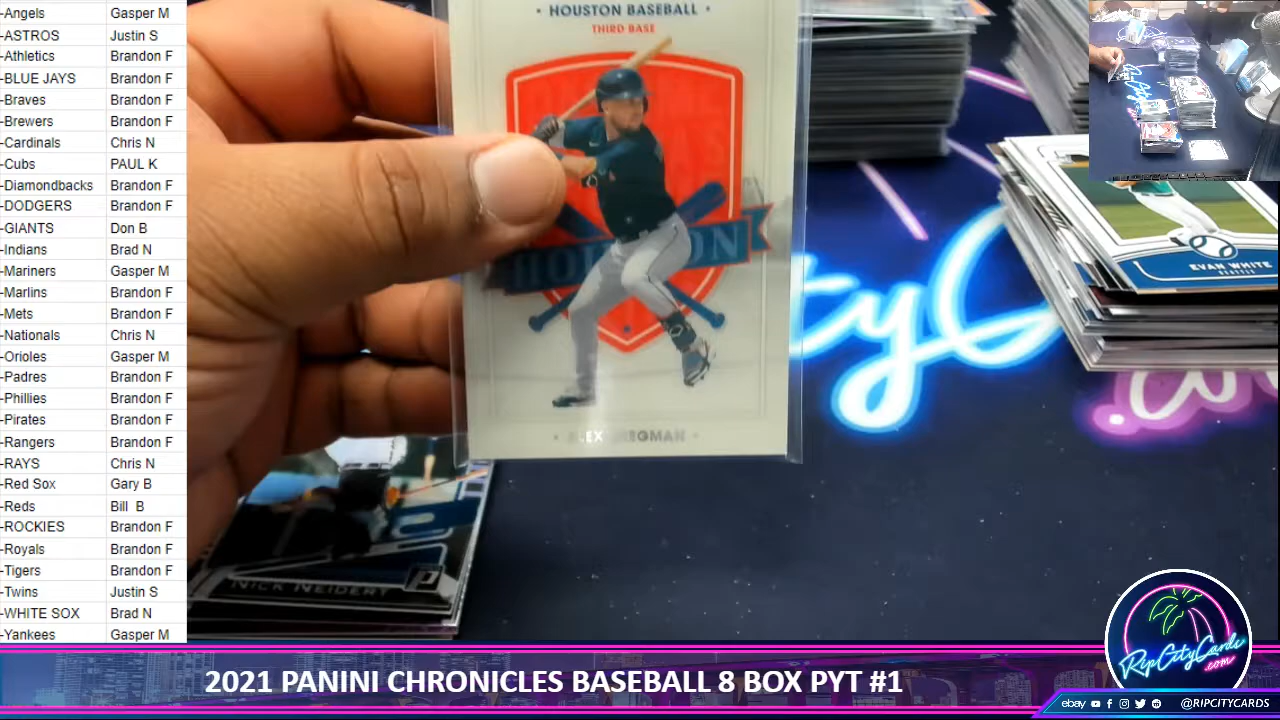 -Angels Gasper M
-ASTROS Justin S
-Athletics Brandon F
-BLUE JAYS Brandon F
-Braves Brandon F
-Brewers Brandon F
-Cardinals Chris N
-Cubs PAUL K
-Diamondbacks Brandon F
-DODGERS Brandon F
-GIANTS Don B
-Indians Brad N
-Mariners Gasper M
-Marlins Brandon F
-Mets Brandon F
-Nationals Chris N
-Orioles Gasper M
-Padres Brandon F
-Phillies Brandon F
-Pirates Brandon F
-Rangers Brandon F
-RAYS Chris N
-Red Sox Gary B
-Reds Bill B
-ROCKIES Brandon F
-Royals Brandon F
-Tigers Brandon F
-Twins Justin S
-WHITE SOX Brad N
-Yankees Gasper M
• HOUSTON BASEBALL •
THIRD BASE
EVAN WHITE
SEATTLE
NICK NEIDERT
RipCityCards
.com
2021 PANINI CHRONICLES BASEBALL 8 BOX PYT #1
ebay @RIPCITYCARDS